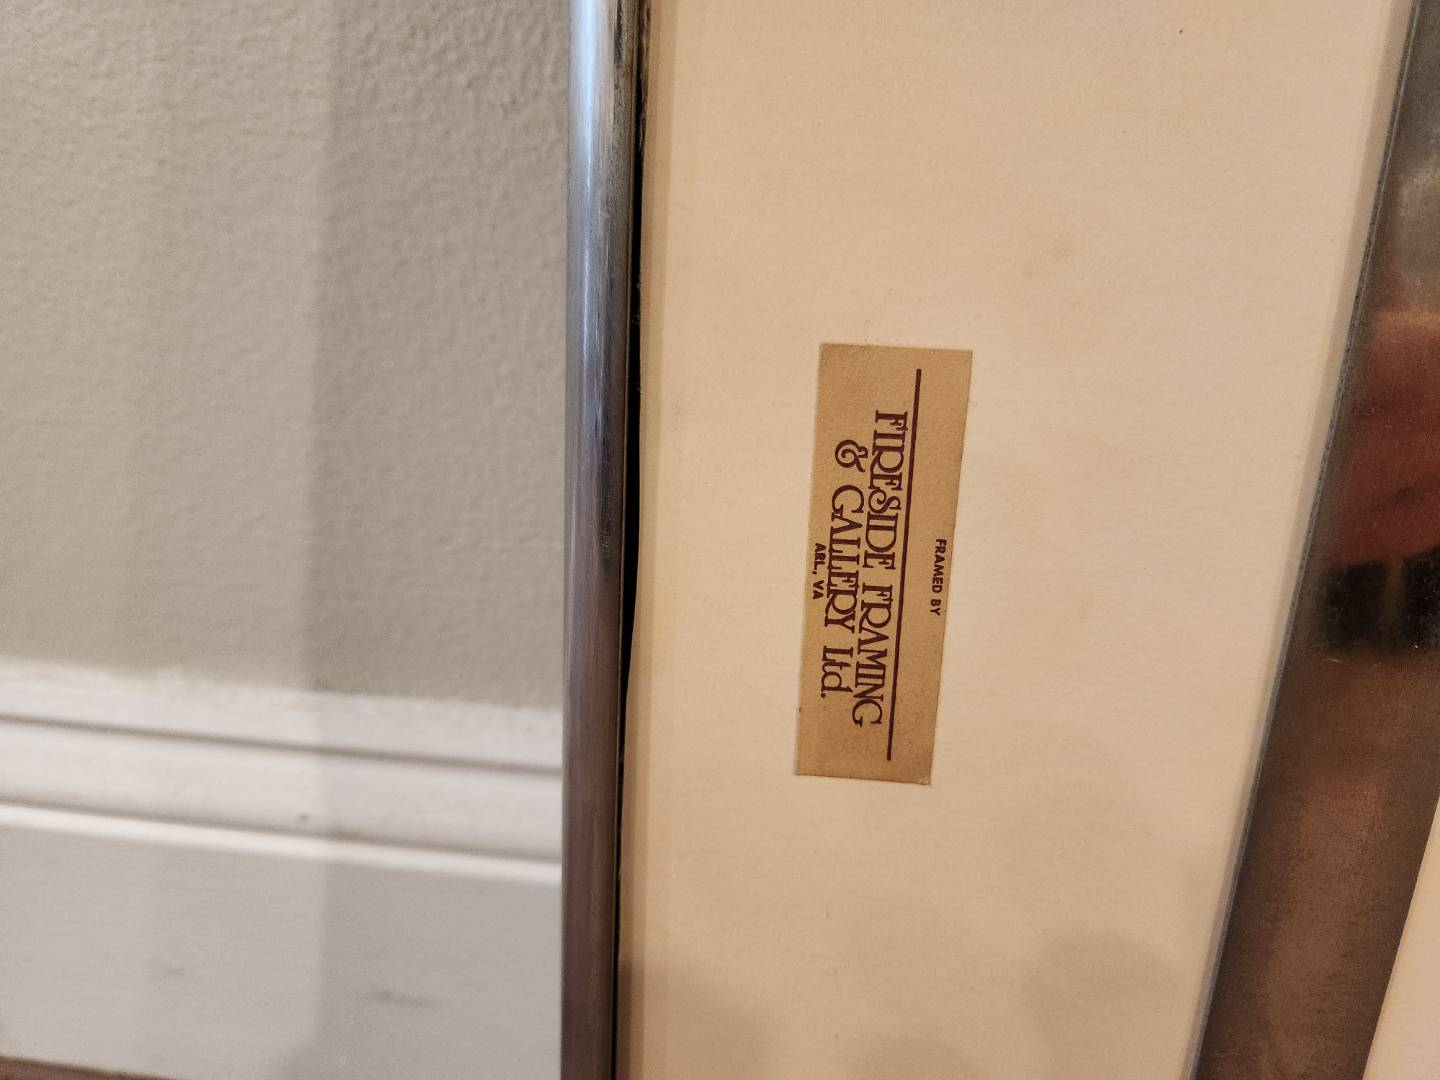 FRAMED BY
FIRESIDE FRAMING
& GALLERY Ltd.
ARL., VA